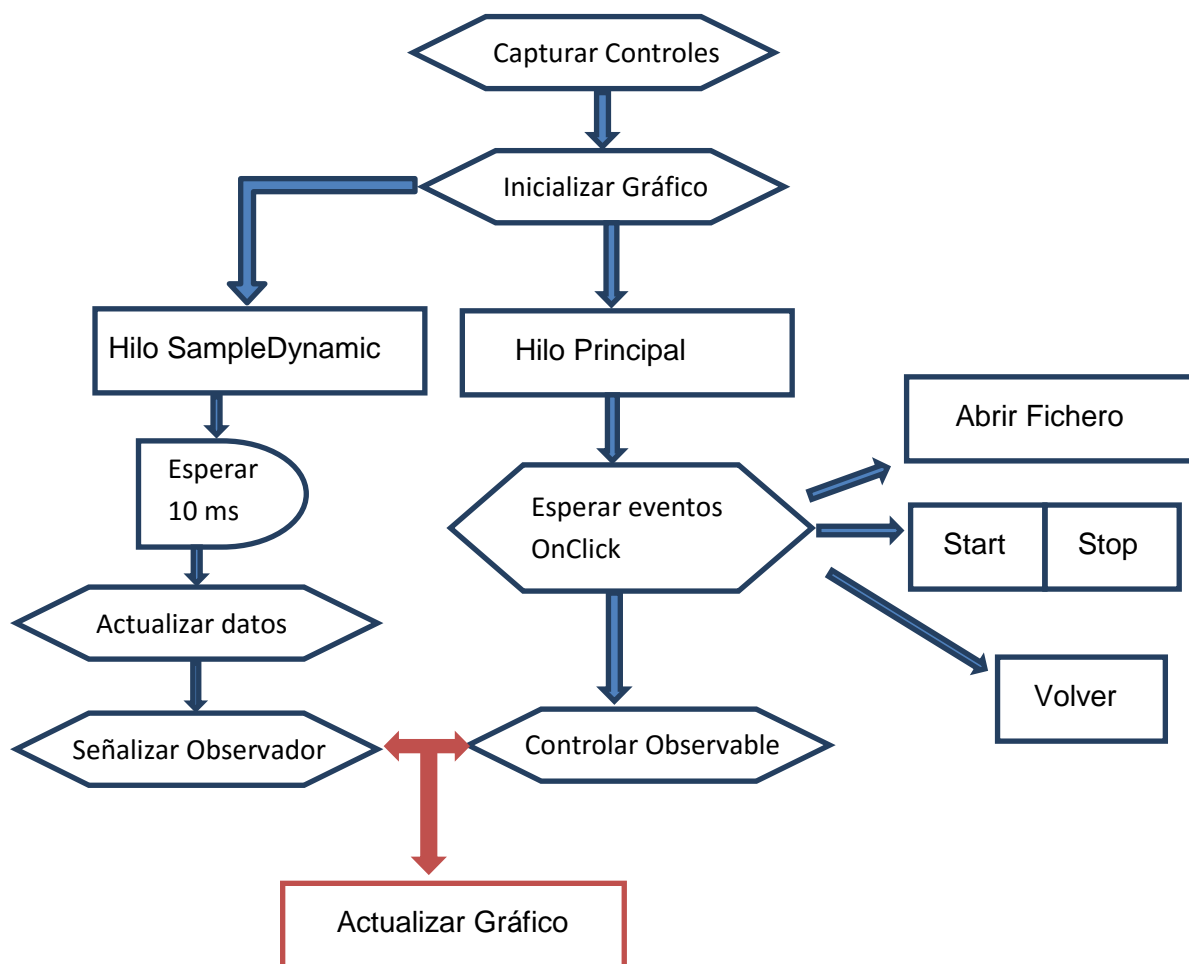 Capturar Controles
Inicializar Gráfico
Hilo SampleDynamic
Hilo Principal
Abrir Fichero
Esperar
10 ms
Esperar eventos
OnClick
Start
Stop
Actualizar datos
Volver
Señalizar Observador
Controlar Observable
Actualizar Gráfico